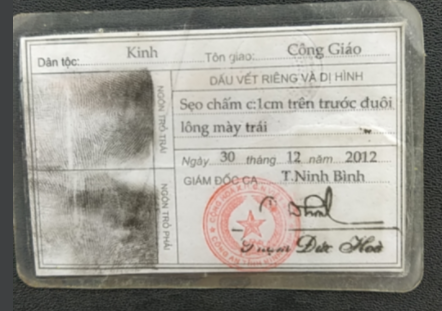 Dân tộc: Kinh Tôn giáo: Công Giáo
DẤU VẾT RIÊNG VÀ DỊ HÌNH
Sẹo chấm c:1cm trên trước đuôi
lông mày trái
NGÓN TRỎ TRÁI
Ngày 30 tháng 12 năm 2012
GIÁM ĐỐC CA T.Ninh Bình
NGÓN TRỎ PHẢI
Đức Hoà